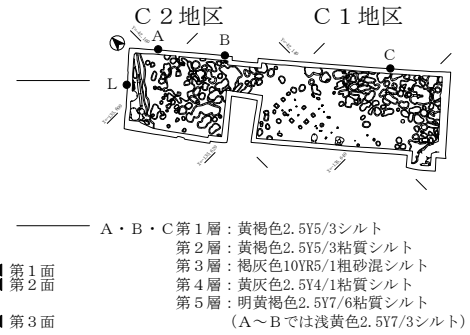 C2地区 C1地区
A
B
C
L
A・B・C第1層：黄褐色2.5Y5/3シルト
第2層：黄褐色2.5Y5/3粘質シルト
第3層：褐灰色10YR5/1粗砂混シルト
第1面
第4層：黄灰色2.5Y4/1粘質シルト
第2面
第5層：明黄褐色2.5Y7/6粘質シルト
第3面
(A～Bでは浅黄色2.5Y7/3シルト)